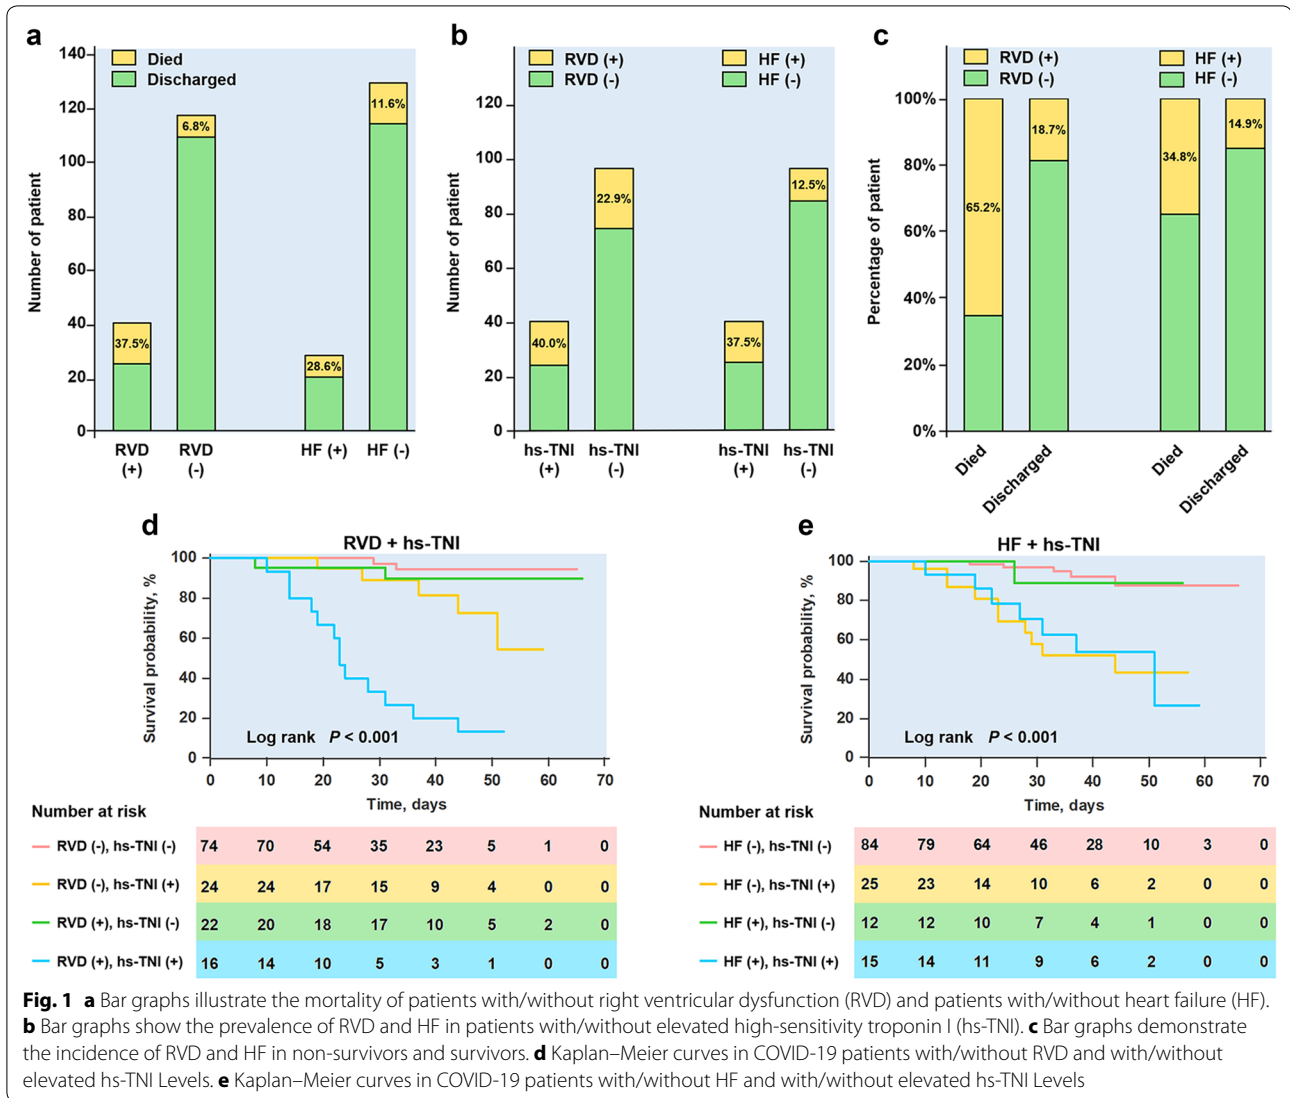 a
Died
Discharged
Number of patient
140
120
100
80
60
40
20
0
37.5%
6.8%
28.6%
11.6%
RVD (+)
RVD (-)
HF (+)
HF (-)
b
RVD (+)
RVD (-)
HF (+)
HF (-)
Number of patient
120
100
80
60
40
20
0
40.0%
22.9%
37.5%
12.5%
hs-TNI (+)
hs-TNI (-)
hs-TNI (+)
hs-TNI (-)
c
RVD (+)
RVD (-)
HF (+)
HF (-)
Percentage of patient
100%
80%
60%
40%
20%
0%
65.2%
18.7%
34.8%
14.9%
Died
Discharged
Died
Discharged
d
RVD + hs-TNI
Survival probability, %
100
80
60
40
20
0
Log rank P < 0.001
0 10 20 30 40 50 60 70
Time, days
Number at risk
RVD (-), hs-TNI (-) 74 70 54 35 23 5 1 0
RVD (-), hs-TNI (+) 24 24 17 15 9 4 0 0
RVD (+), hs-TNI (-) 22 20 18 17 10 5 2 0
RVD (+), hs-TNI (+) 16 14 10 5 3 1 0 0
e
HF + hs-TNI
Survival probability, %
100
80
60
40
20
0
Log rank P < 0.001
0 10 20 30 40 50 60 70
Time, days
Number at risk
HF (-), hs-TNI (-) 84 79 64 46 28 10 3 0
HF (-), hs-TNI (+) 25 23 14 10 6 2 0 0
HF (+), hs-TNI (-) 12 12 10 7 4 1 0 0
HF (+), hs-TNI (+) 15 14 11 9 6 2 0 0
Fig. 1 a Bar graphs illustrate the mortality of patients with/without right ventricular dysfunction (RVD) and patients with/without heart failure (HF).
b Bar graphs show the prevalence of RVD and HF in patients with/without elevated high-sensitivity troponin I (hs-TNI). c Bar graphs demonstrate
the incidence of RVD and HF in non-survivors and survivors. d Kaplan–Meier curves in COVID-19 patients with/without RVD and with/without
elevated hs-TNI Levels. e Kaplan–Meier curves in COVID-19 patients with/without HF and with/without elevated hs-TNI Levels